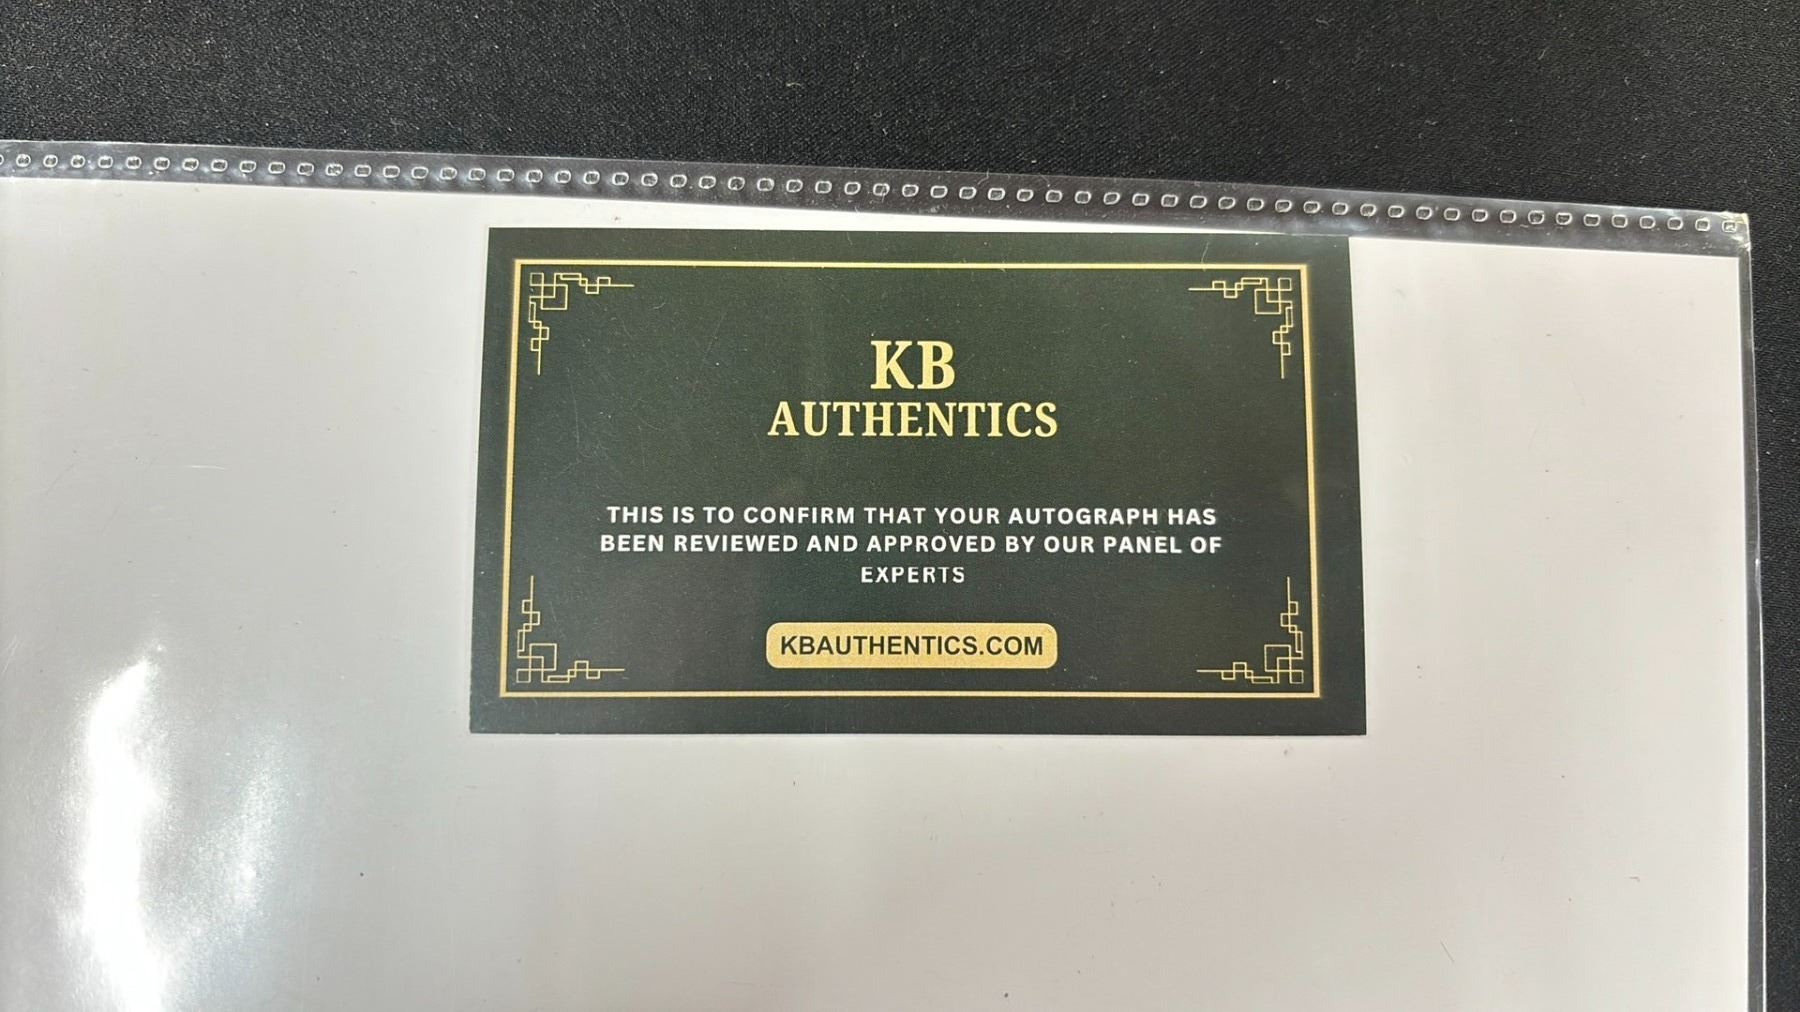 KB
AUTHENTICS
THIS IS TO CONFIRM THAT YOUR AUTOGRAPH HAS
BEEN REVIEWED AND APPROVED BY OUR PANEL OF
EXPERTS
KBAUTHENTICS.COM